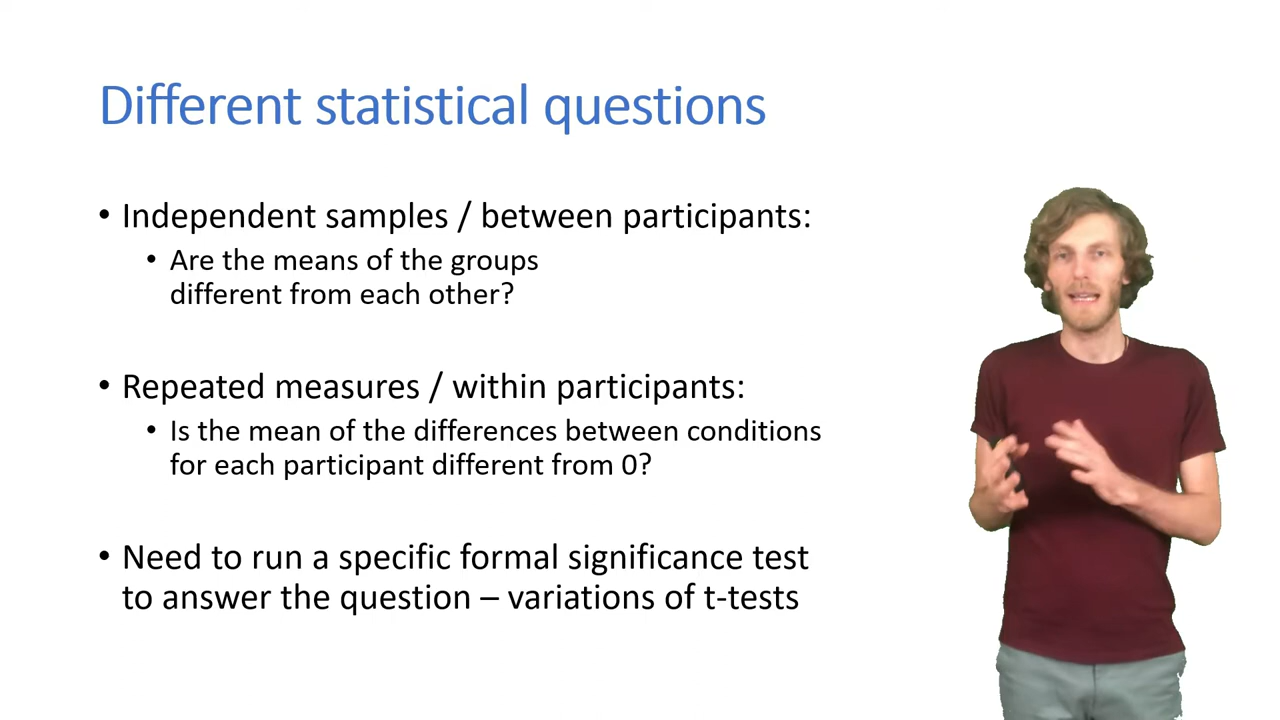 Different statistical questions
• Independent samples / between participants:
• Are the means of the groups
different from each other?
• Repeated measures / within participants:
• Is the mean of the differences between conditions
for each participant different from 0?
• Need to run a specific formal significance test
to answer the question – variations of t-tests